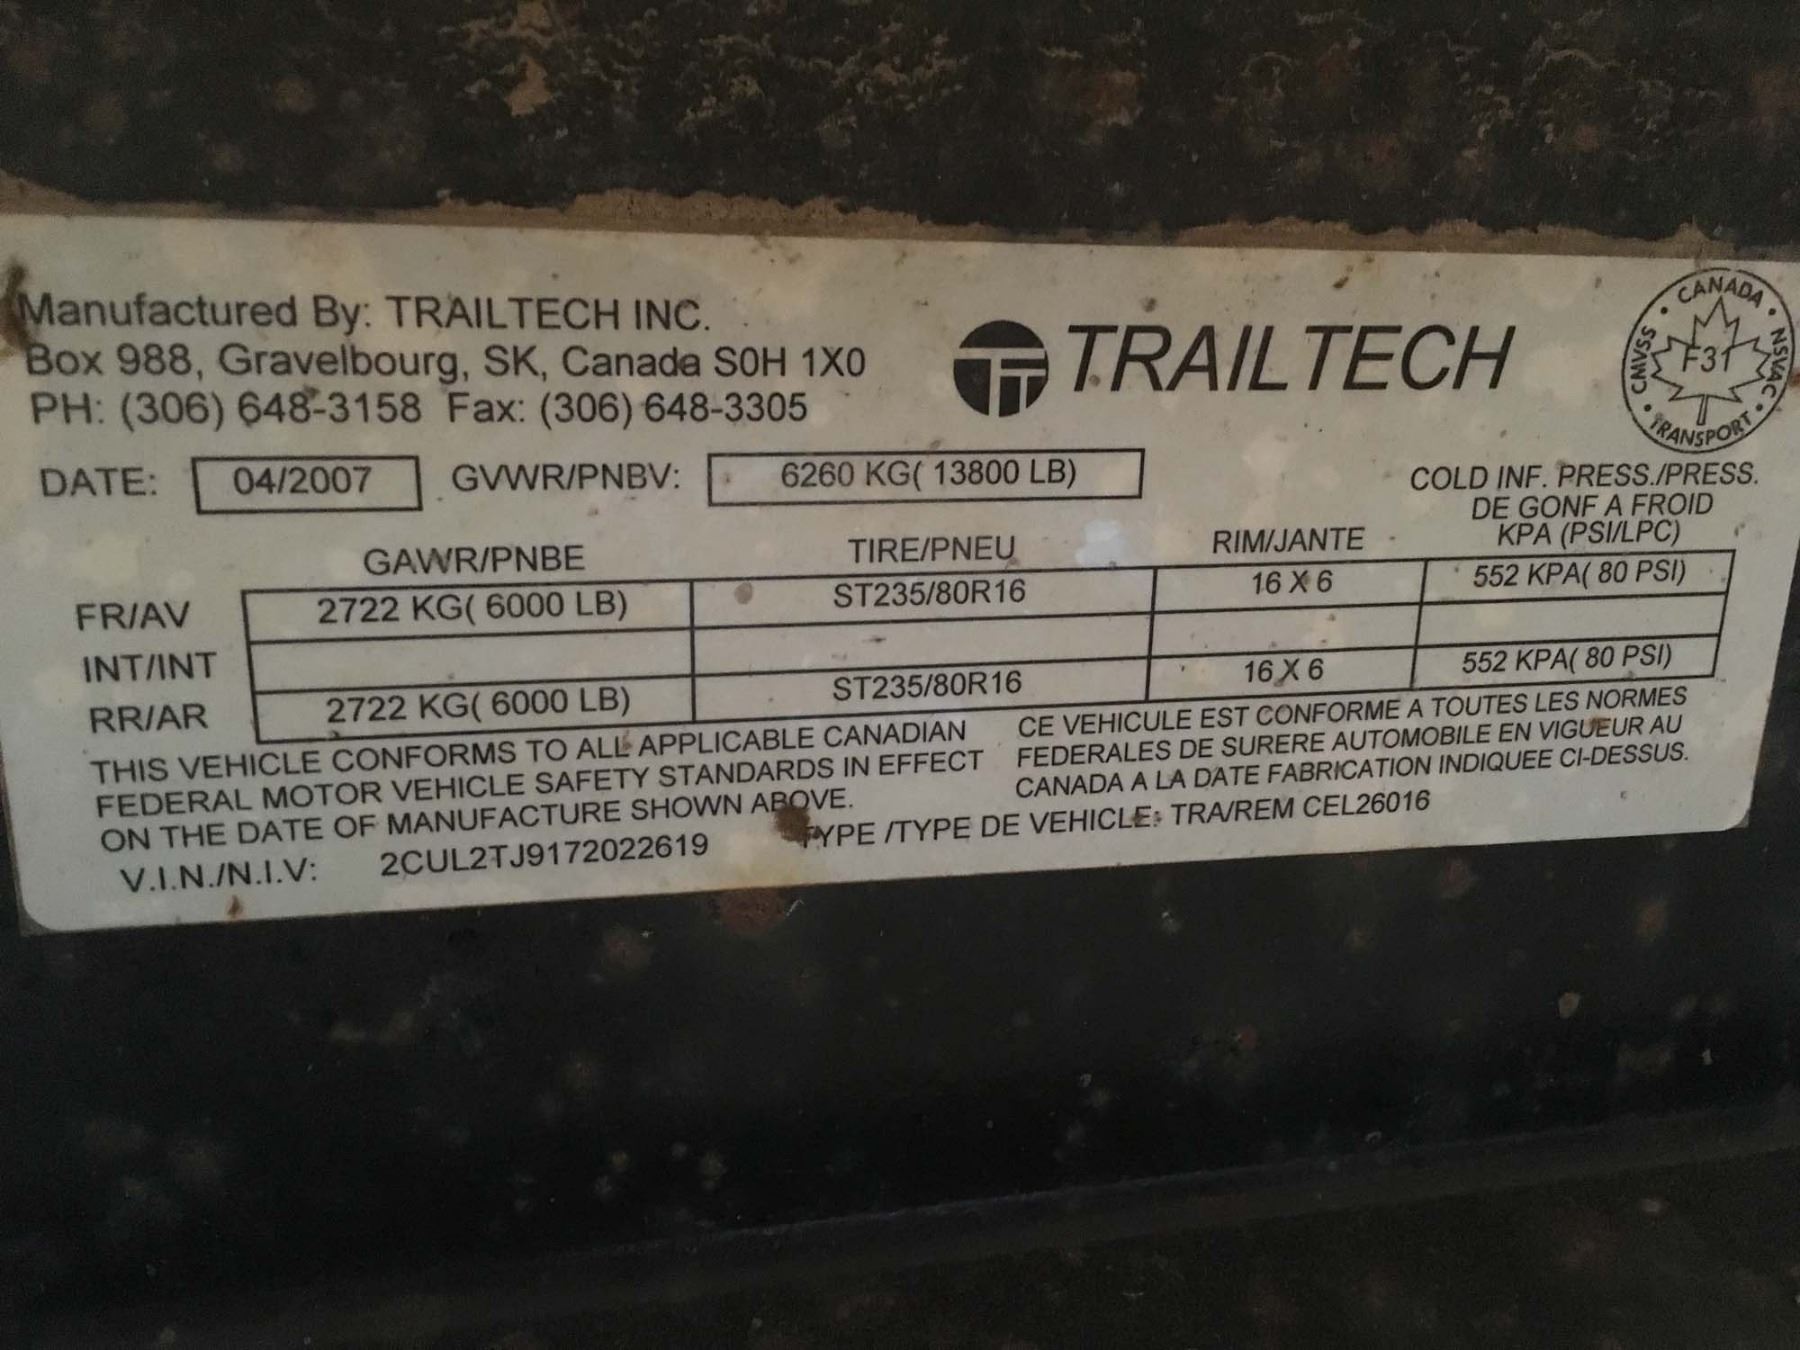 Manufactured By: TRAILTECH INC.
Box 988, Gravelbourg, SK, Canada S0H 1X0
PH: (306) 648-3158 Fax: (306) 648-3305
TRAILTECH
CANADA
CMVSS
NSVAC
F31
TRANSPORT
DATE: 04/2007 GVWR/PNBV: 6260 KG( 13800 LB)
COLD INF. PRESS./PRESS.
DE GONF A FROID
KPA (PSI/LPC)
GAWR/PNBE TIRE/PNEU RIM/JANTE
FR/AV 2722 KG( 6000 LB) ST235/80R16 16 X 6 552 KPA( 80 PSI)
INT/INT
RR/AR 2722 KG( 6000 LB) ST235/80R16 16 X 6 552 KPA( 80 PSI)
THIS VEHICLE CONFORMS TO ALL APPLICABLE CANADIAN
FEDERAL MOTOR VEHICLE SAFETY STANDARDS IN EFFECT
ON THE DATE OF MANUFACTURE SHOWN ABOVE.
CE VEHICULE EST CONFORME A TOUTES LES NORMES
FEDERALES DE SURERE AUTOMOBILE EN VIGUEUR AU
CANADA A LA DATE FABRICATION INDIQUEE CI-DESSUS.
V.I.N./N.I.V: 2CUL2TJ9172022619 TYPE /TYPE DE VEHICLE: TRA/REM CEL26016